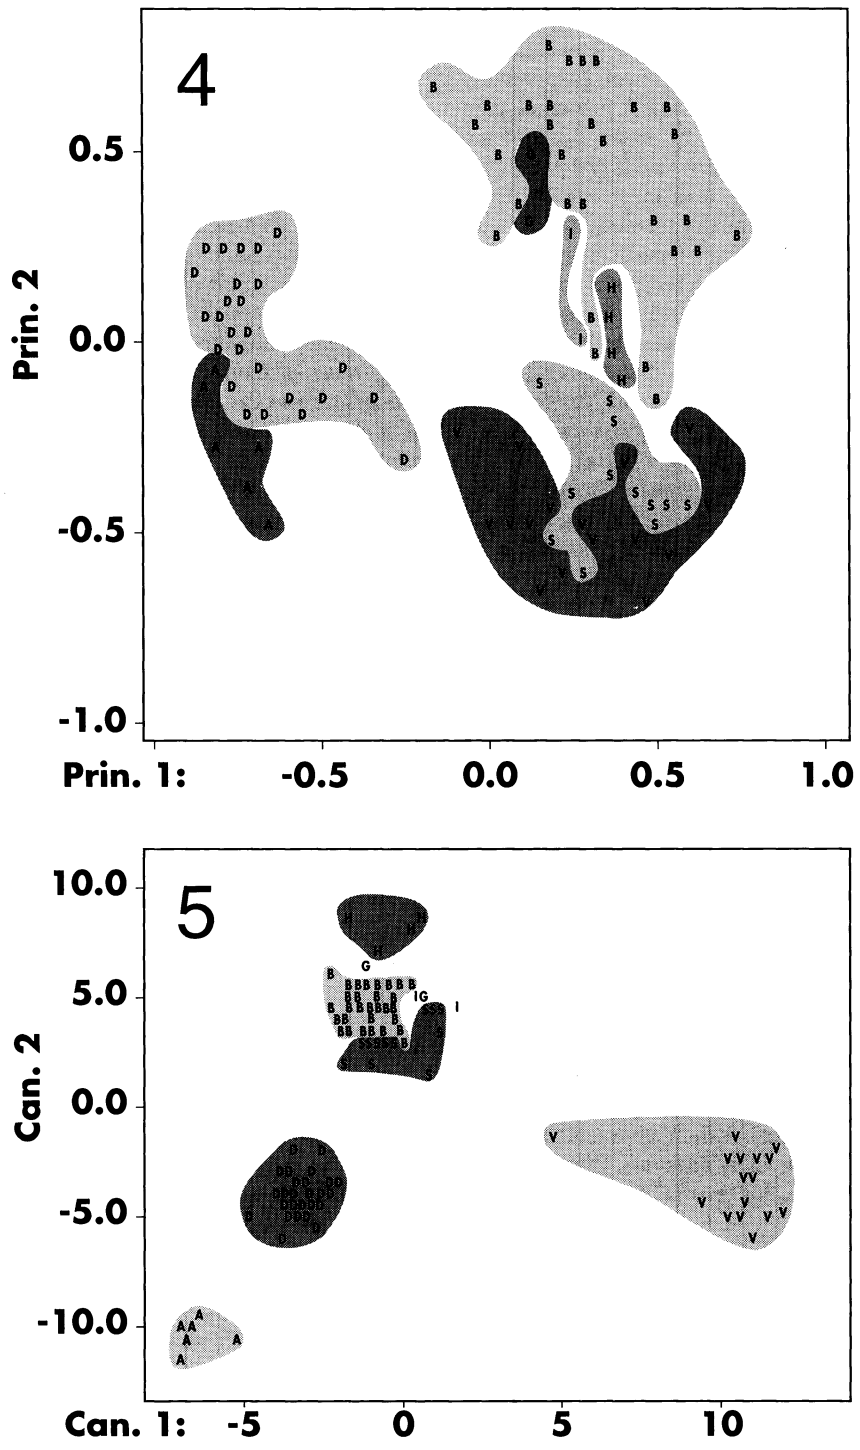 4
B
B B B
B
B B B B B
B B B B
B
B B B
B B B B B
B I B
D B B B
D D D D
D
D D H
D D
D D B H
D D
I
D D B H
D D B
A H
A D S
D D D B
S
D D D V
S
V
A A D
S
A S S
S S S
A V V V V S
S V
V S
V
0.5
0.0
-0.5
-1.0
Prin. 2
Prin. 1: -0.5 0.0 0.5 1.0
5
H H
H
H
G
B
B B B B B B B
B B B B I G
B B B B B B B S S S I
B B B B
B B B B B B S
S S S B B B
S S
S
V V
V
V V V V
V V
V V
V V V V
V
D D
D D D
D
A
A A
A A
A
10.0
5.0
0.0
-5.0
-10.0
Can. 2
Can. 1: -5 0 5 10